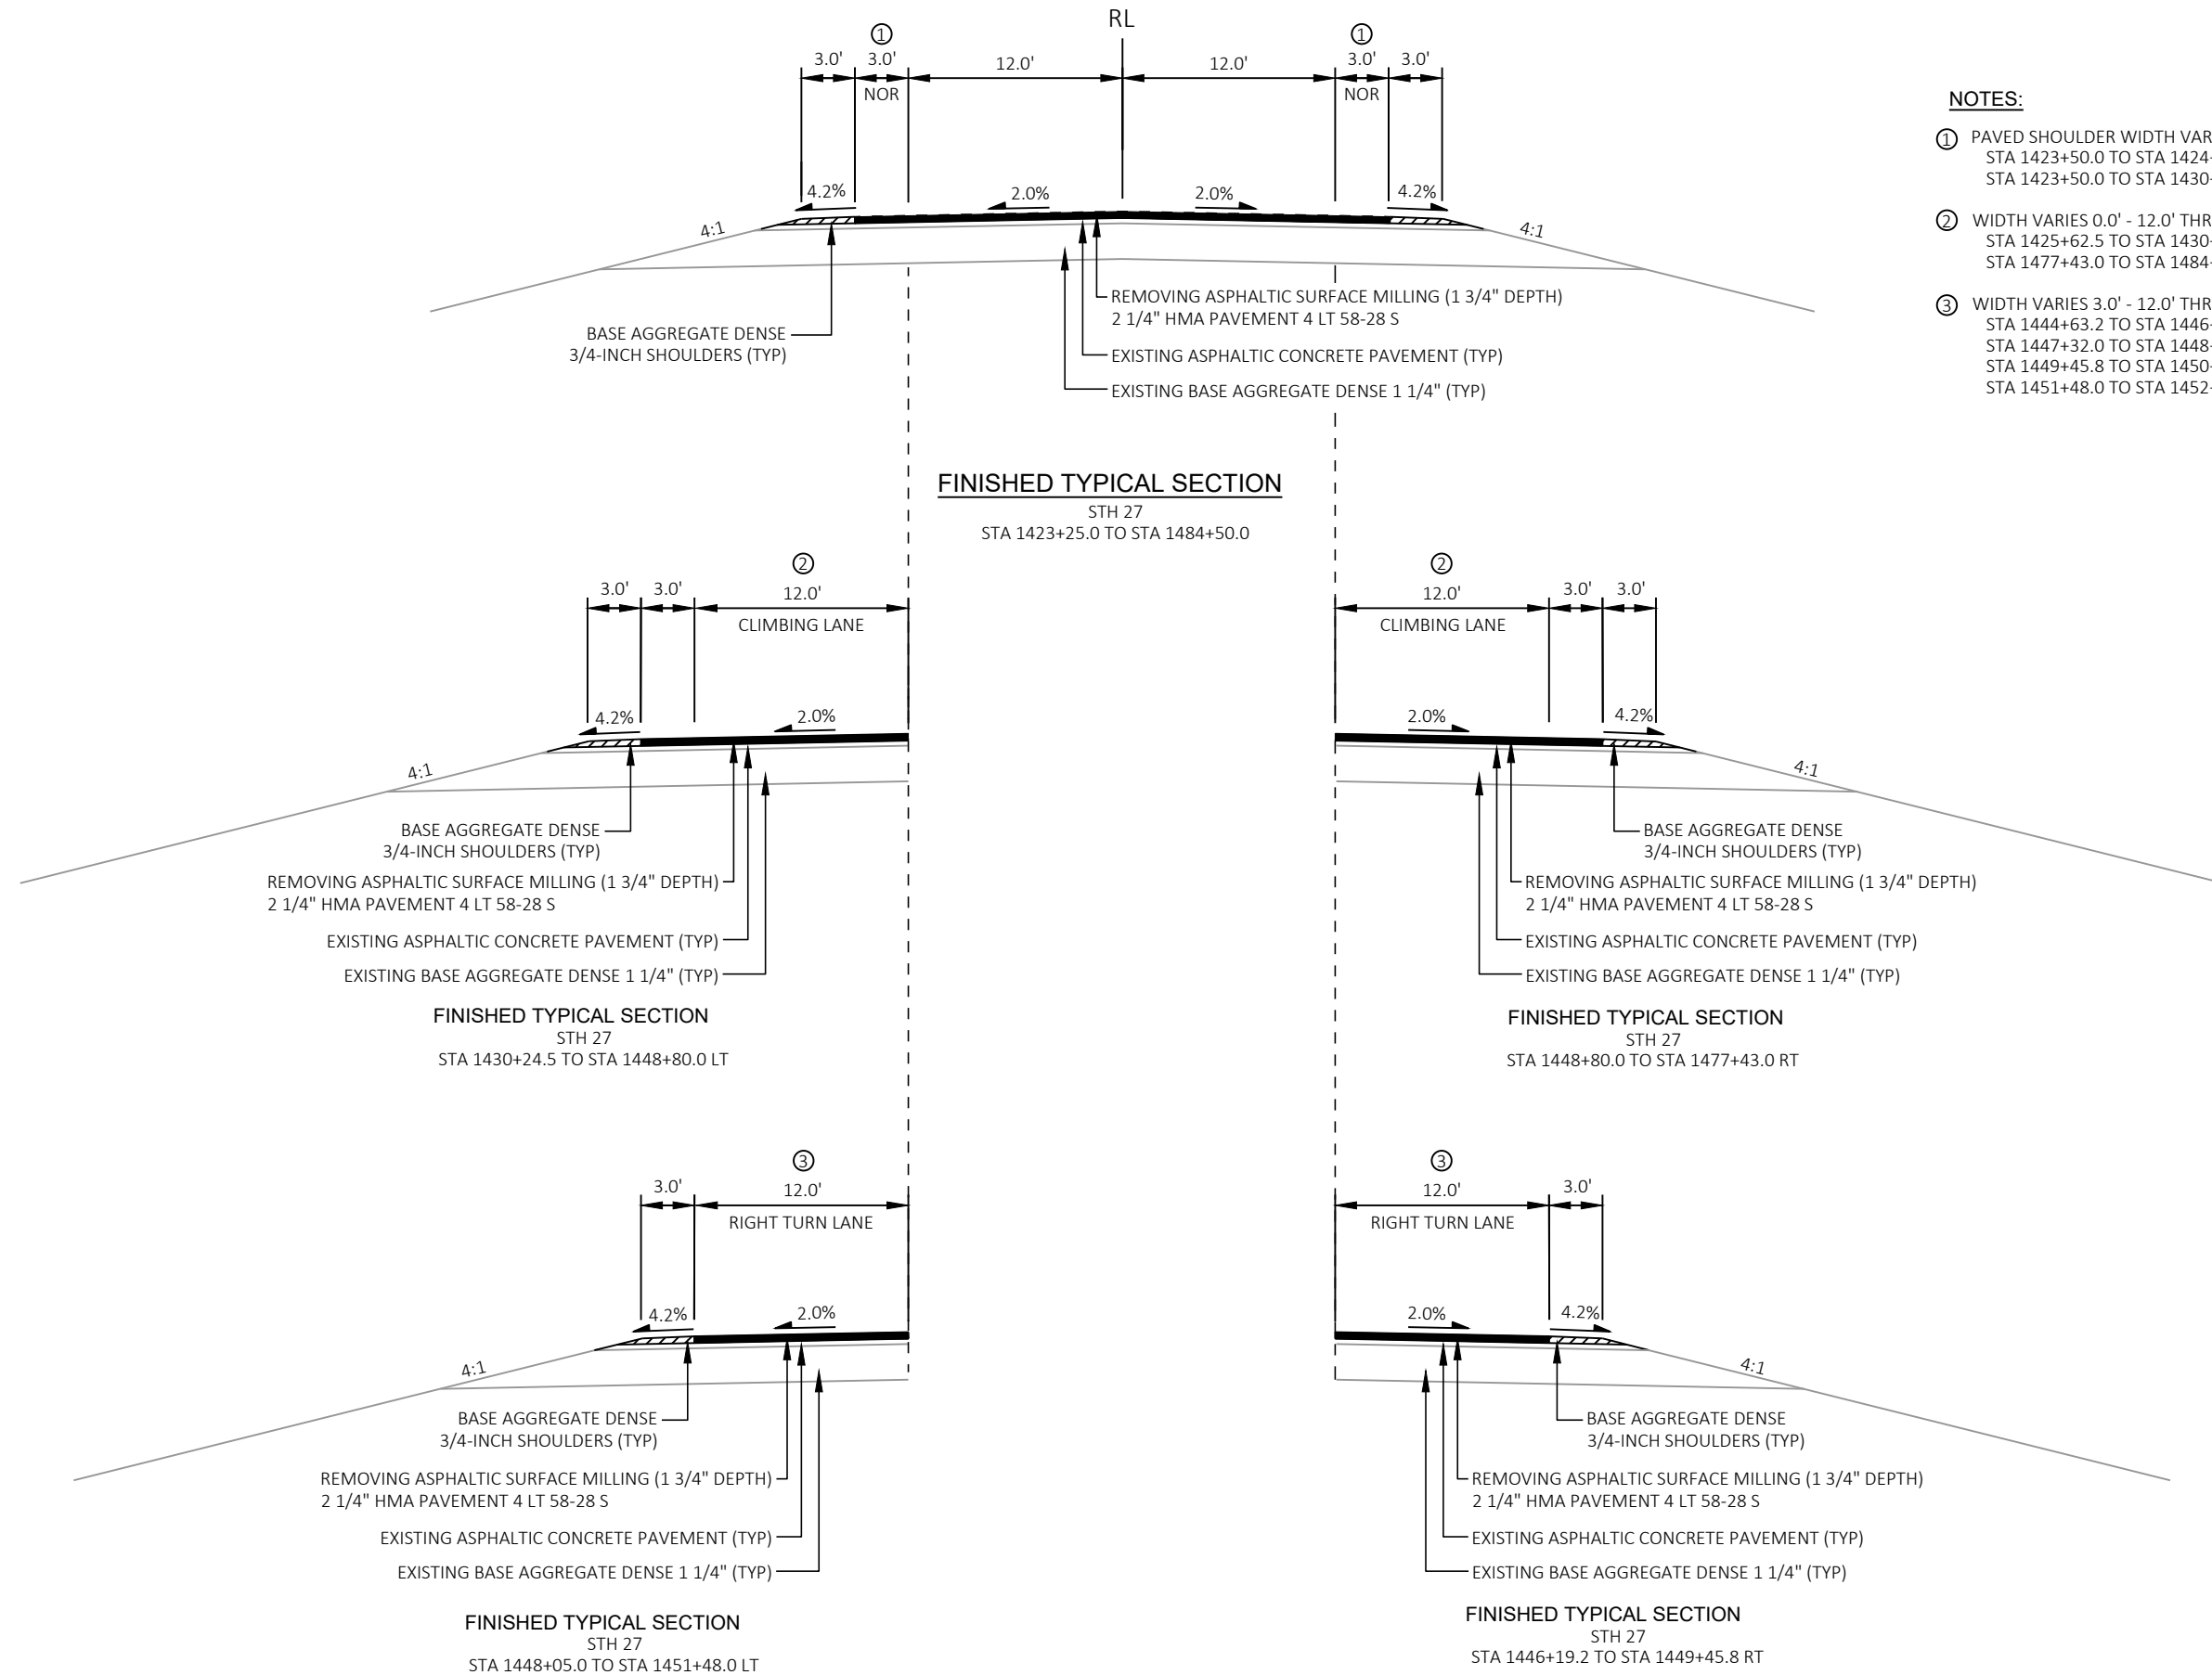 RL
①
①
3.0'
3.0'
12.0'
12.0'
3.0'
3.0'
NOR
NOR
4.2%
2.0%
2.0%
4.2%
4:1
4:1
BASE AGGREGATE DENSE
3/4-INCH SHOULDERS (TYP)
REMOVING ASPHALTIC SURFACE MILLING (1 3/4" DEPTH)
2 1/4" HMA PAVEMENT 4 LT 58-28 S
EXISTING ASPHALTIC CONCRETE PAVEMENT (TYP)
EXISTING BASE AGGREGATE DENSE 1 1/4" (TYP)
NOTES:
① PAVED SHOULDER WIDTH VAR
STA 1423+50.0 TO STA 1424-
STA 1423+50.0 TO STA 1430-
② WIDTH VARIES 0.0' - 12.0' THR
STA 1425+62.5 TO STA 1430-
STA 1477+43.0 TO STA 1484-
③ WIDTH VARIES 3.0' - 12.0' THR
STA 1444+63.2 TO STA 1446-
STA 1447+32.0 TO STA 1448-
STA 1449+45.8 TO STA 1450-
STA 1451+48.0 TO STA 1452-
FINISHED TYPICAL SECTION
STH 27
STA 1423+25.0 TO STA 1484+50.0
②
3.0'
3.0'
12.0'
CLIMBING LANE
4.2%
2.0%
4:1
BASE AGGREGATE DENSE
3/4-INCH SHOULDERS (TYP)
REMOVING ASPHALTIC SURFACE MILLING (1 3/4" DEPTH)
2 1/4" HMA PAVEMENT 4 LT 58-28 S
EXISTING ASPHALTIC CONCRETE PAVEMENT (TYP)
EXISTING BASE AGGREGATE DENSE 1 1/4" (TYP)
FINISHED TYPICAL SECTION
STH 27
STA 1430+24.5 TO STA 1448+80.0 LT
②
12.0'
3.0'
3.0'
CLIMBING LANE
2.0%
4.2%
4:1
BASE AGGREGATE DENSE
3/4-INCH SHOULDERS (TYP)
REMOVING ASPHALTIC SURFACE MILLING (1 3/4" DEPTH)
2 1/4" HMA PAVEMENT 4 LT 58-28 S
EXISTING ASPHALTIC CONCRETE PAVEMENT (TYP)
EXISTING BASE AGGREGATE DENSE 1 1/4" (TYP)
FINISHED TYPICAL SECTION
STH 27
STA 1448+80.0 TO STA 1477+43.0 RT
③
3.0'
12.0'
RIGHT TURN LANE
4.2%
2.0%
4:1
BASE AGGREGATE DENSE
3/4-INCH SHOULDERS (TYP)
REMOVING ASPHALTIC SURFACE MILLING (1 3/4" DEPTH)
2 1/4" HMA PAVEMENT 4 LT 58-28 S
EXISTING ASPHALTIC CONCRETE PAVEMENT (TYP)
EXISTING BASE AGGREGATE DENSE 1 1/4" (TYP)
FINISHED TYPICAL SECTION
STH 27
STA 1448+05.0 TO STA 1451+48.0 LT
③
12.0'
3.0'
RIGHT TURN LANE
2.0%
4.2%
4:1
BASE AGGREGATE DENSE
3/4-INCH SHOULDERS (TYP)
REMOVING ASPHALTIC SURFACE MILLING (1 3/4" DEPTH)
2 1/4" HMA PAVEMENT 4 LT 58-28 S
EXISTING ASPHALTIC CONCRETE PAVEMENT (TYP)
EXISTING BASE AGGREGATE DENSE 1 1/4" (TYP)
FINISHED TYPICAL SECTION
STH 27
STA 1446+19.2 TO STA 1449+45.8 RT